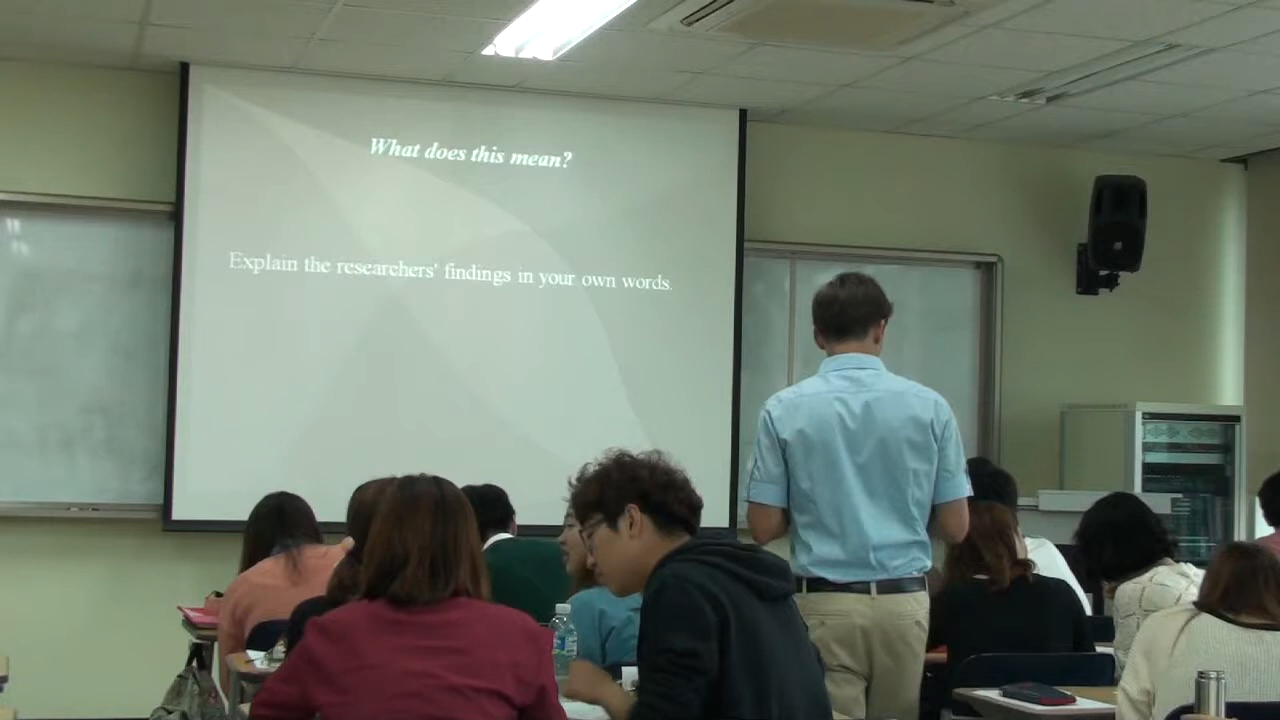 What does this mean?
Explain the researchers' findings in your own words.